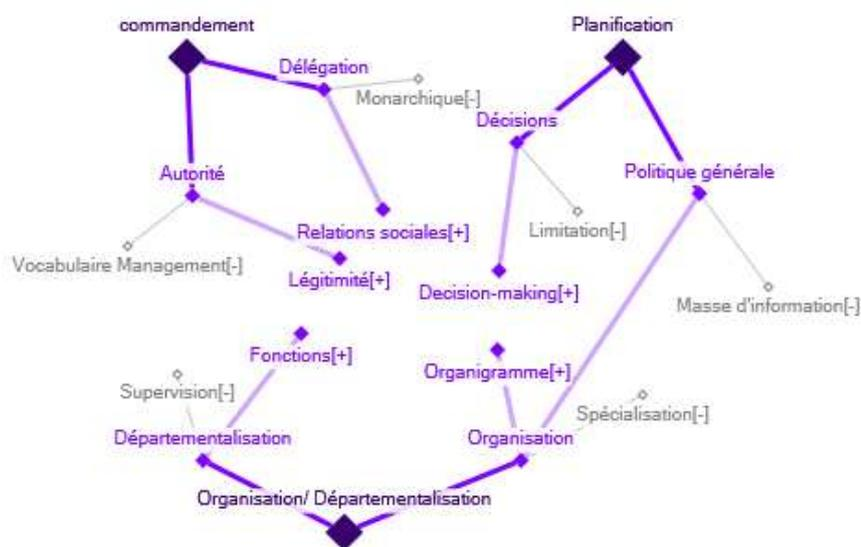 commandement
Planification
Délégation
Monarchique[-]
Décisions
Autorité
Politique générale
Relations sociales[+]
Limitation[-]
Vocabulaire Management[-]
Légitimité[+]
Decision-making[+]
Masse d'information[-]
Fonctions[+]
Organigramme[+]
Supervision[-]
Spécialisation[-]
Départementalisation
Organisation
Organisation/ Départementalisation